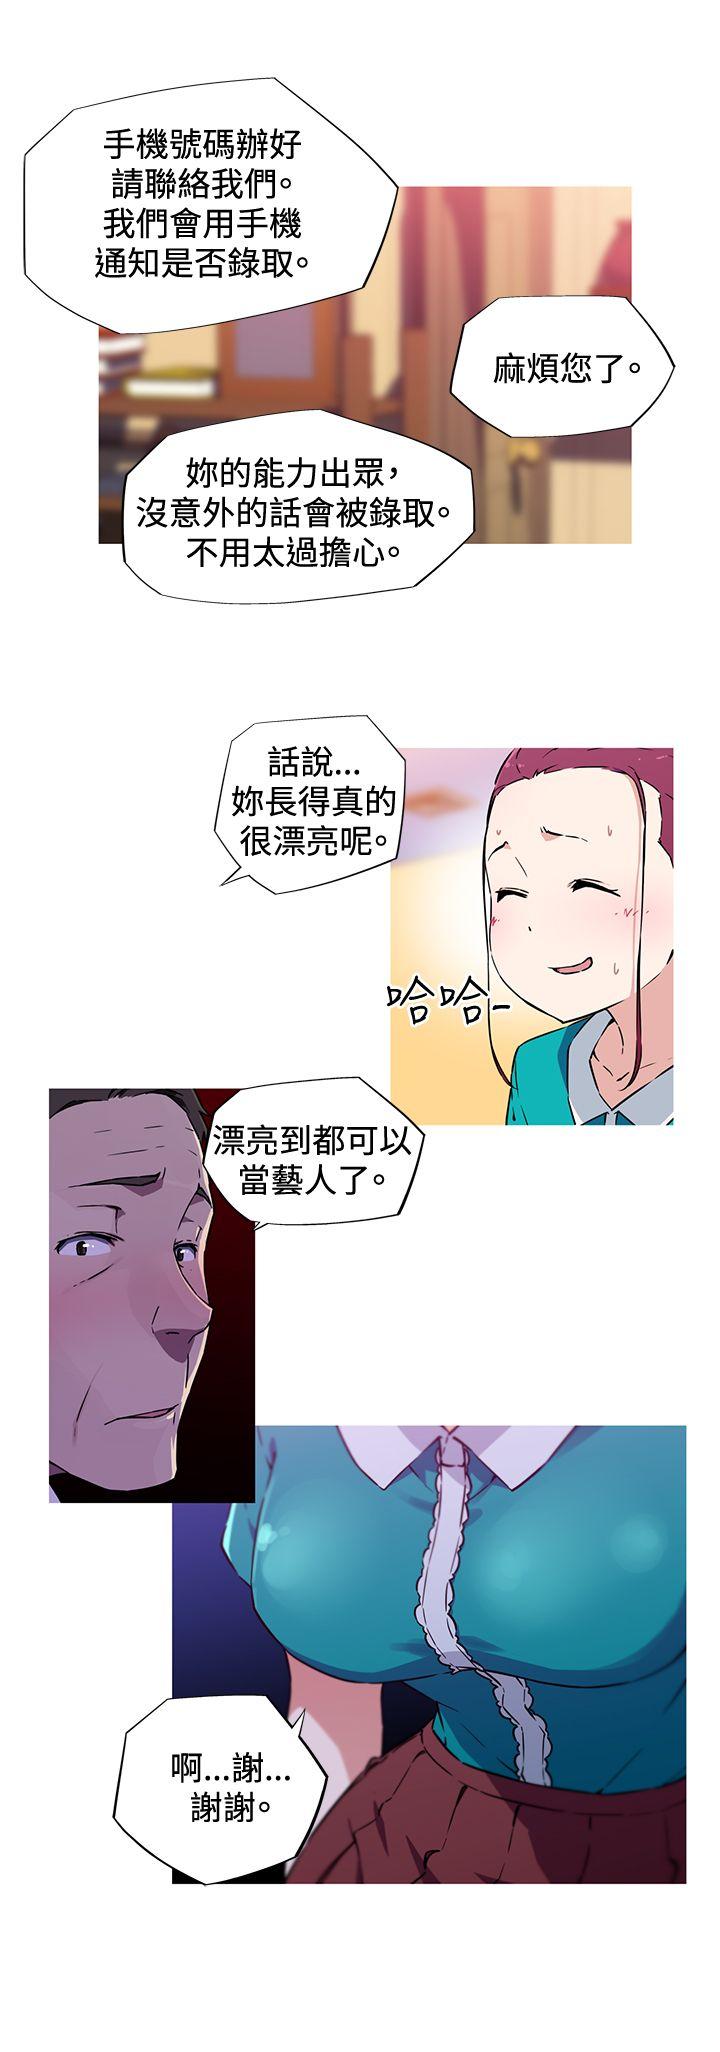 手機號碼辦好
請聯絡我們。
我們會用手機
通知是否錄取。
麻煩您了。
妳的能力出眾，
沒意外的話會被錄取。
不用太過擔心。
話說...
妳長得真的
很漂亮呢。
哈哈-
漂亮到都可以
當藝人了。
啊...謝...
謝謝。